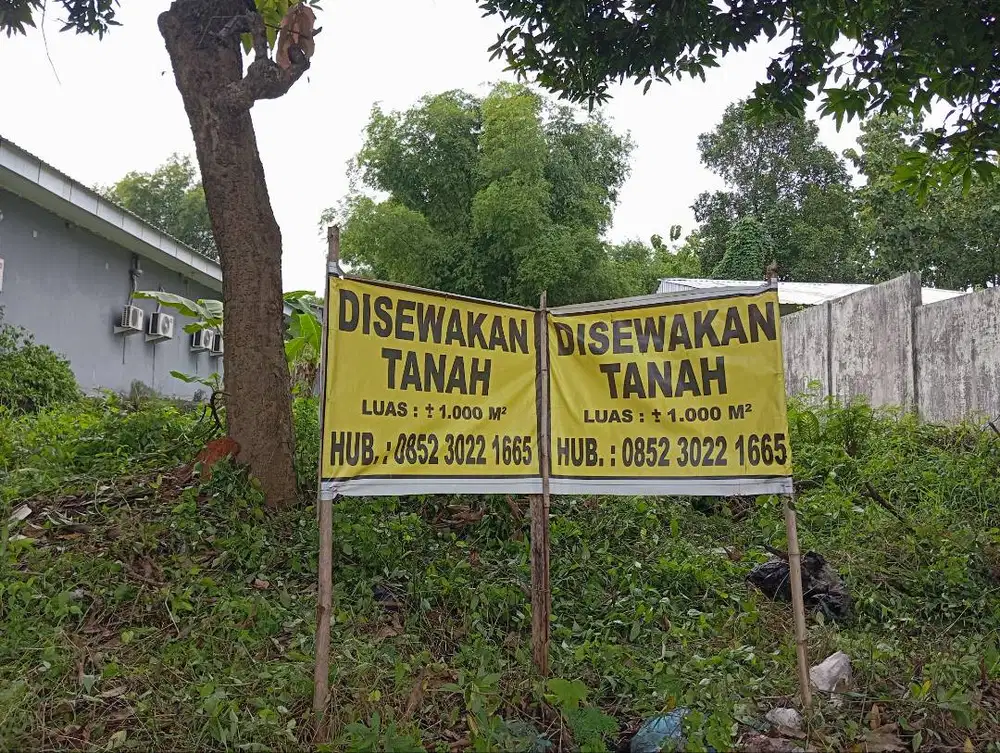 DISEWAKAN
TANAH
LUAS : ± 1.000 M²
HUB. : 0852 3022 1665
DISEWAKAN
TANAH
LUAS : ± 1.000 M²
HUB. : 0852 3022 1665